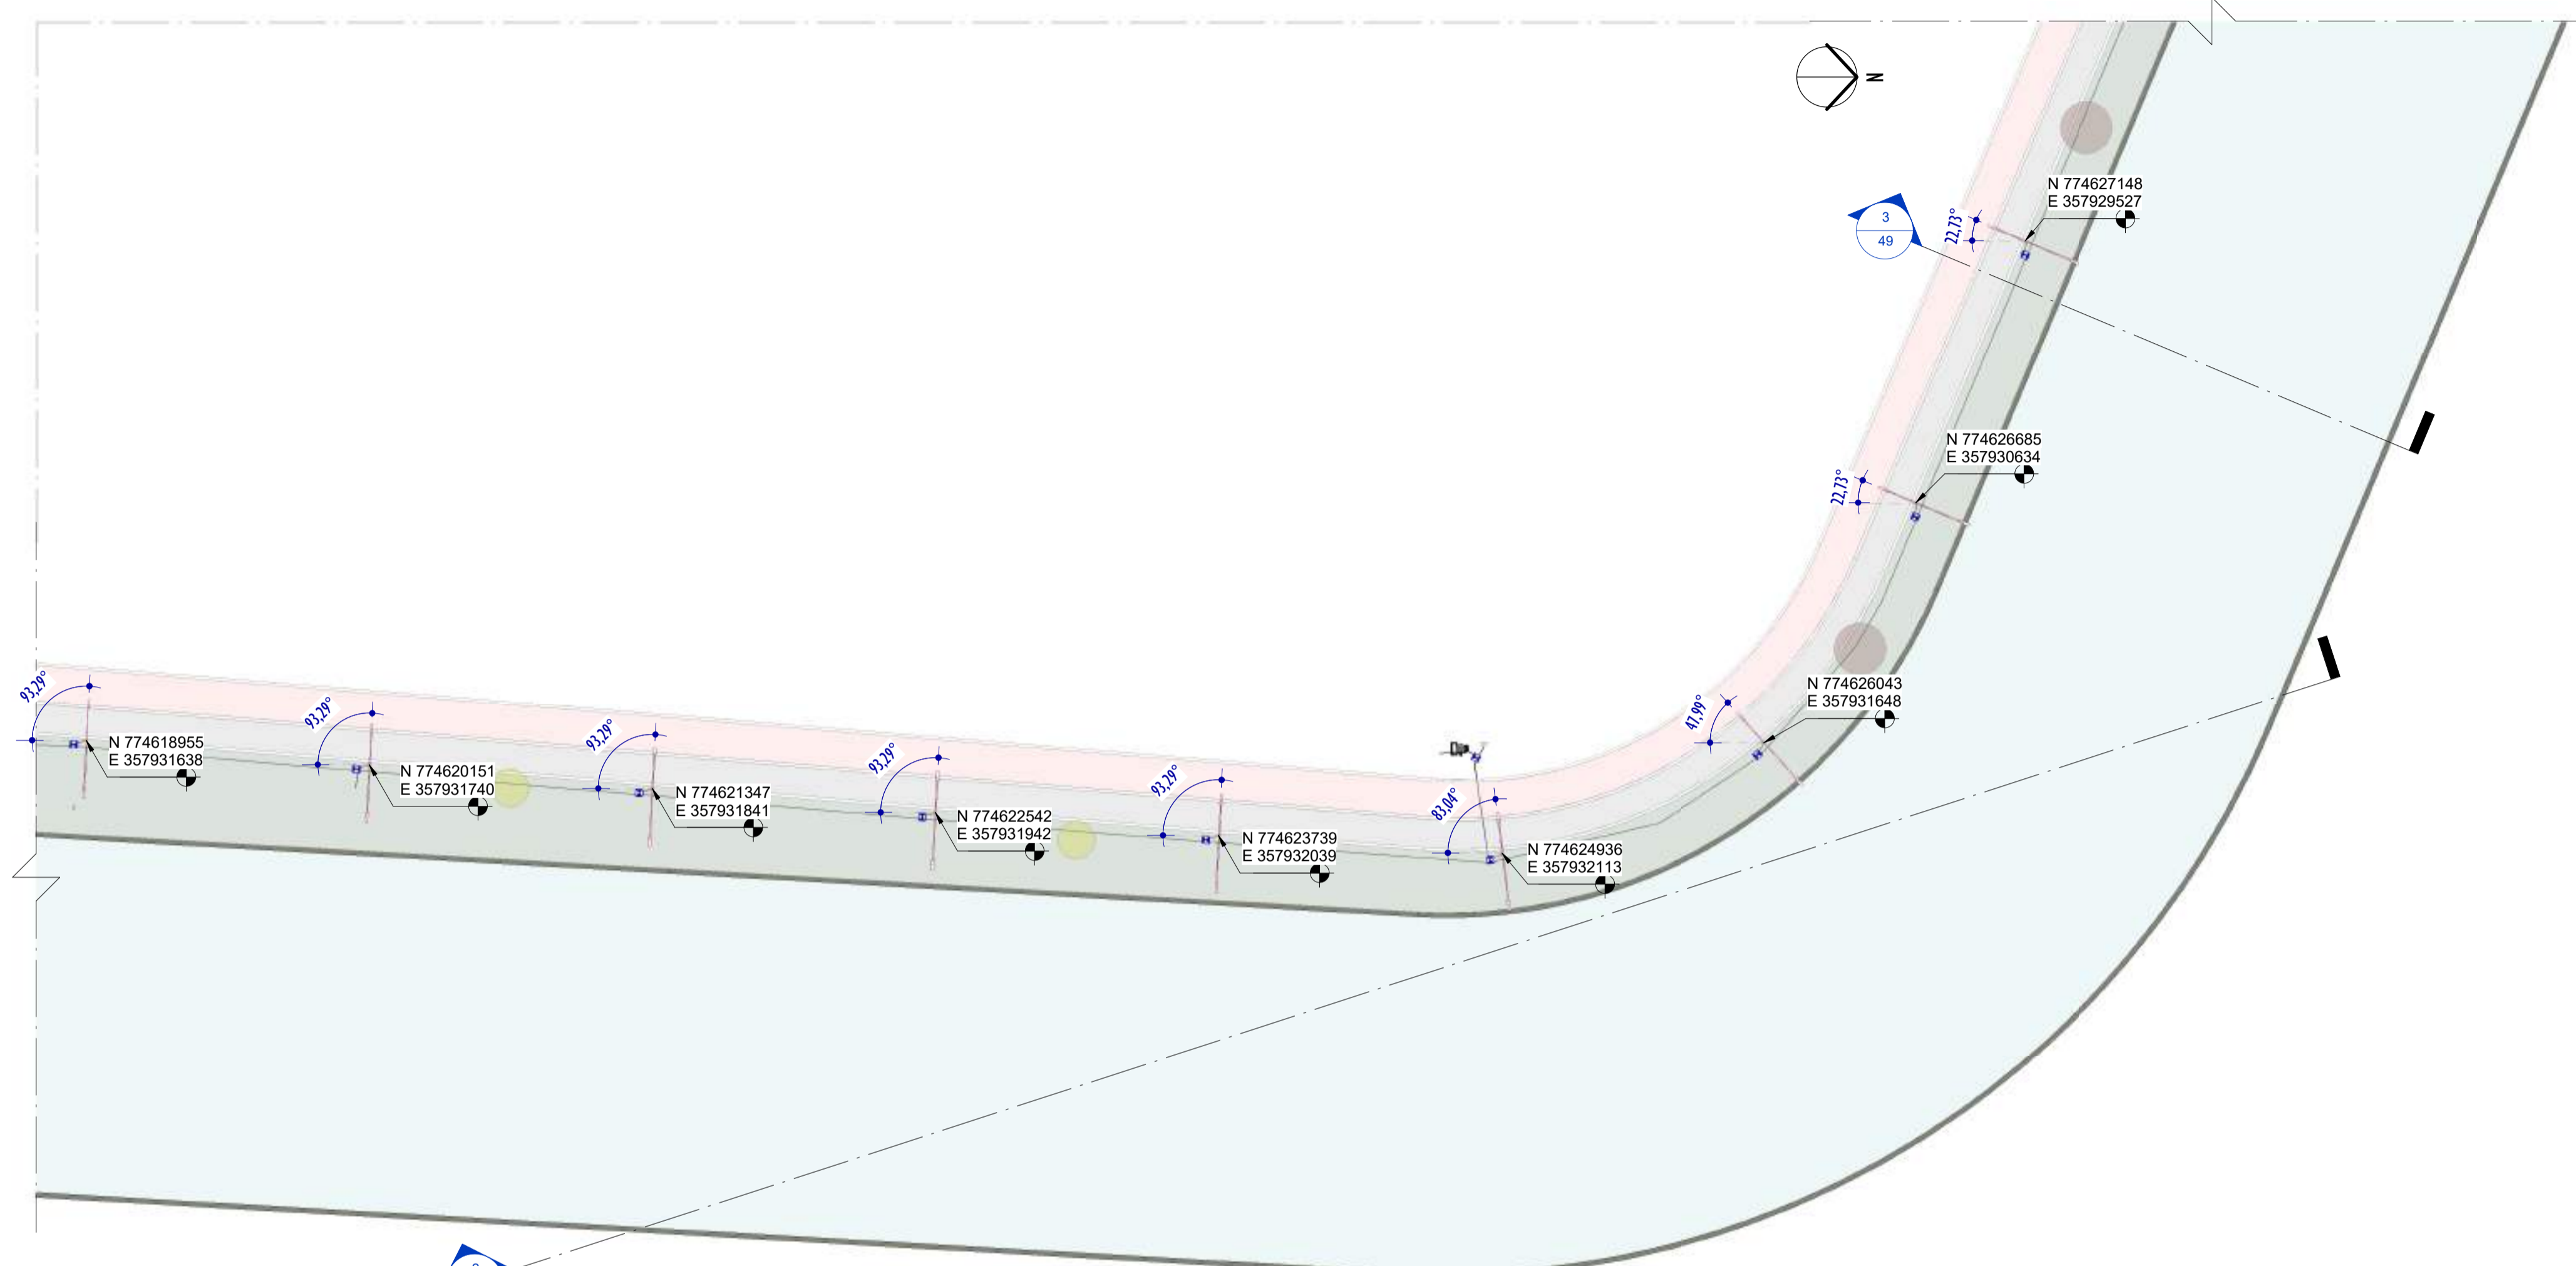 N
N 774627148
E 357929527
22,73°
3
49
N 774626685
E 357930634
22,73°
N 774626043
E 357931648
47,99°
93,29°
N 774618955
E 357931638
93,29°
N 774620151
E 357931740
93,29°
N 774621347
E 357931841
93,29°
N 774622542
E 357931942
93,29°
N 774623739
E 357932039
83,04°
N 774624936
E 357932113